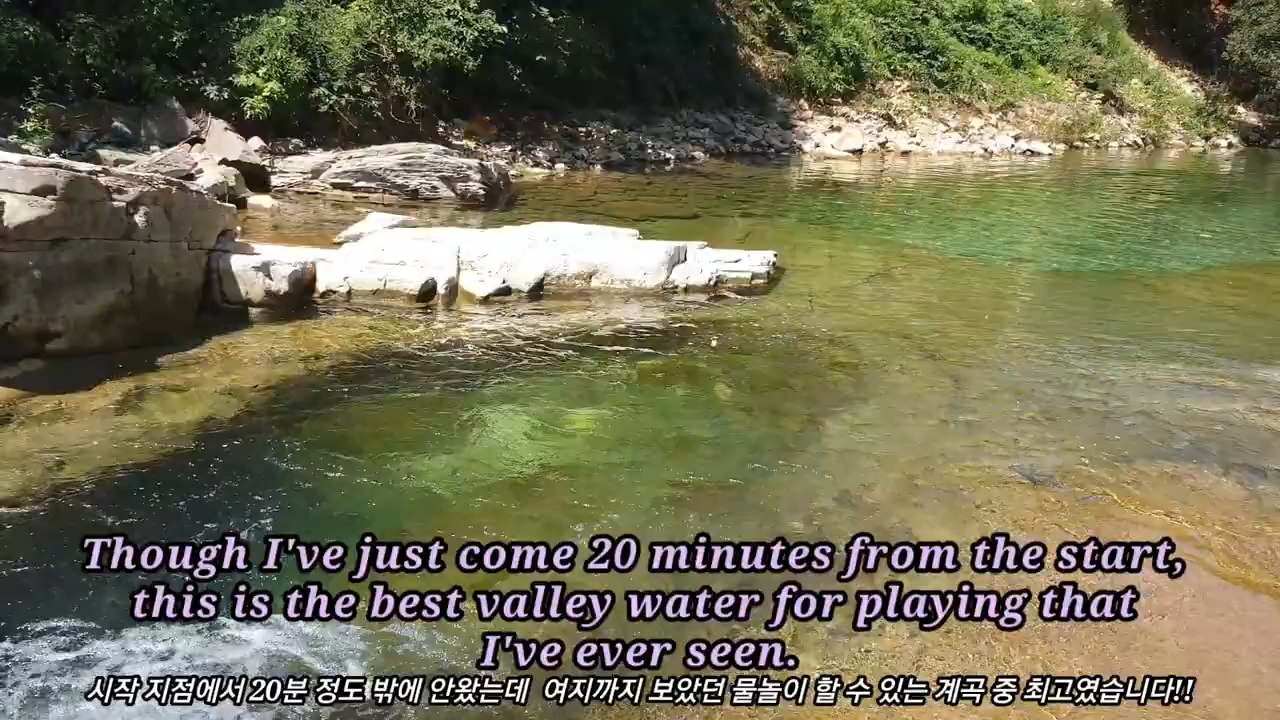 Though I've just come 20 minutes from the start,
this is the best valley water for playing that
I've ever seen.
시작 지점에서 20분 정도 밖에 안왔는데 여지까지 보았던 물놀이 할 수 있는 계곡 중 최고였습니다!!